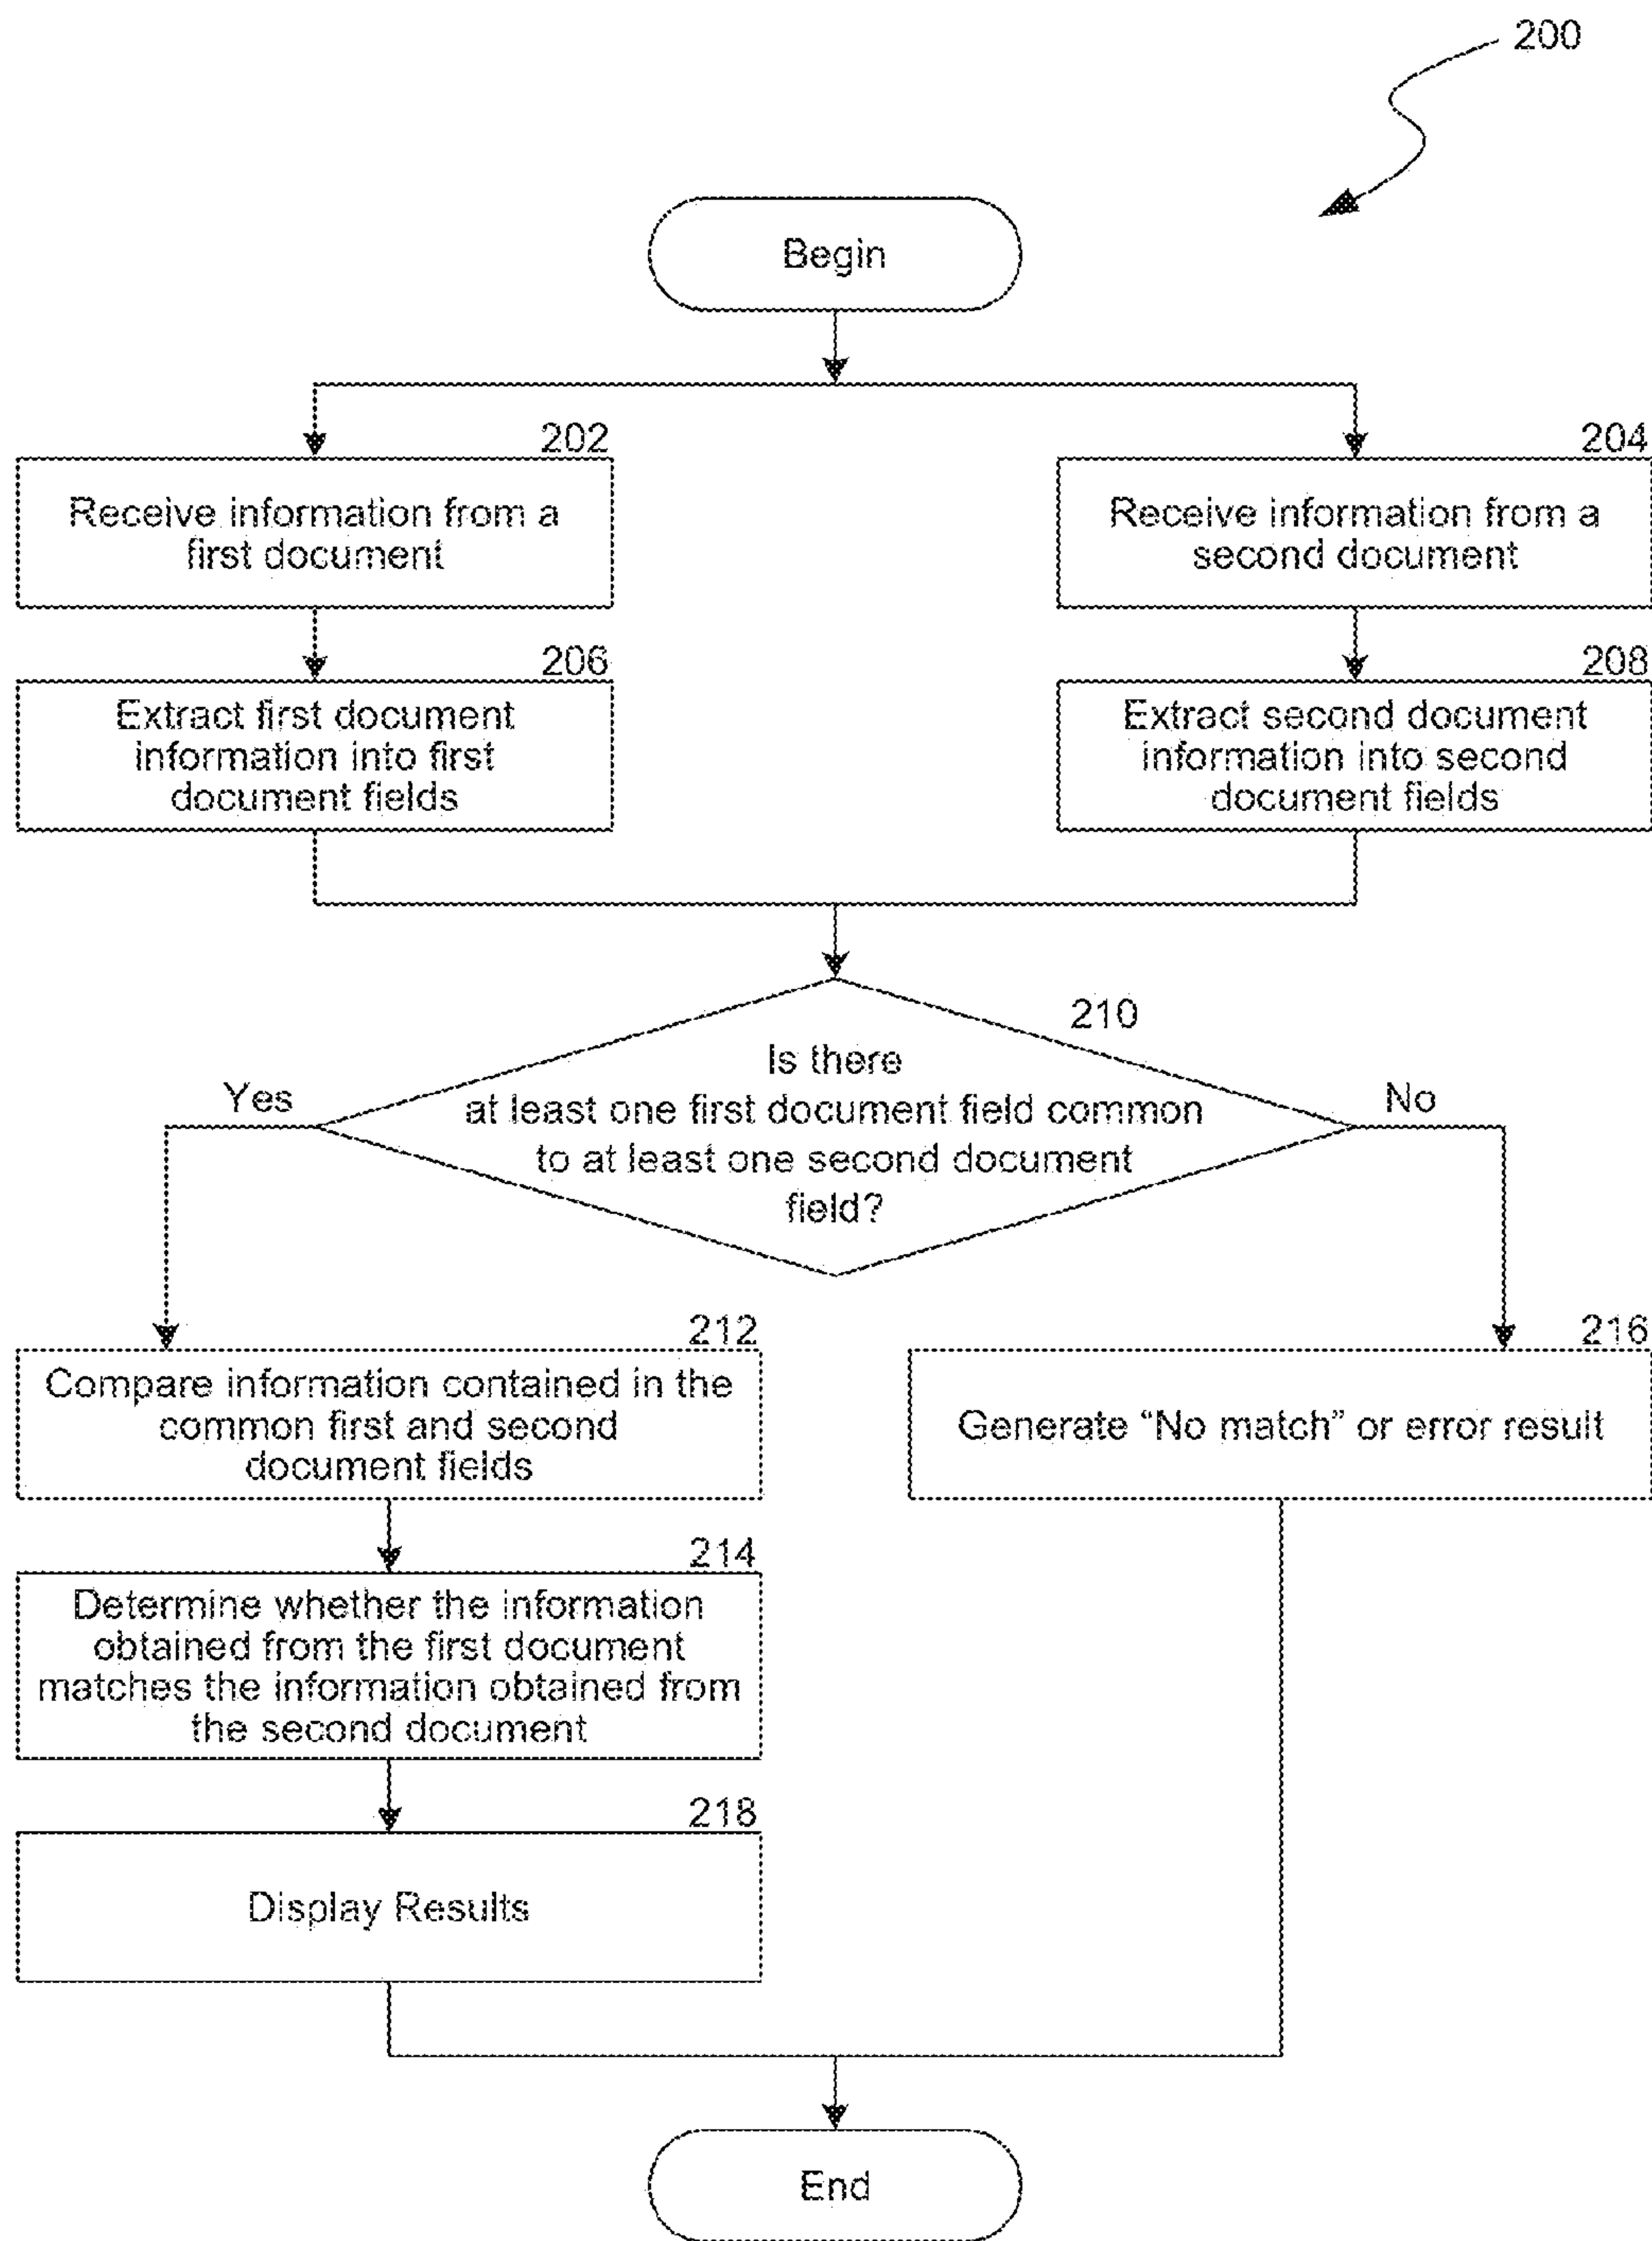 200
Begin
202
Receive information from a
first document
204
Receive information from a
second document
206
Extract first document
information into first
document fields
208
Extract second document
information into second
document fields
210
Is there
at least one first document field common
to at least one second document
field?
Yes
No
212
Compare information contained in the
common first and second
document fields
216
Generate “No match” or error result
214
Determine whether the information
obtained from the first document
matches the information obtained from
the second document
218
Display Results
End